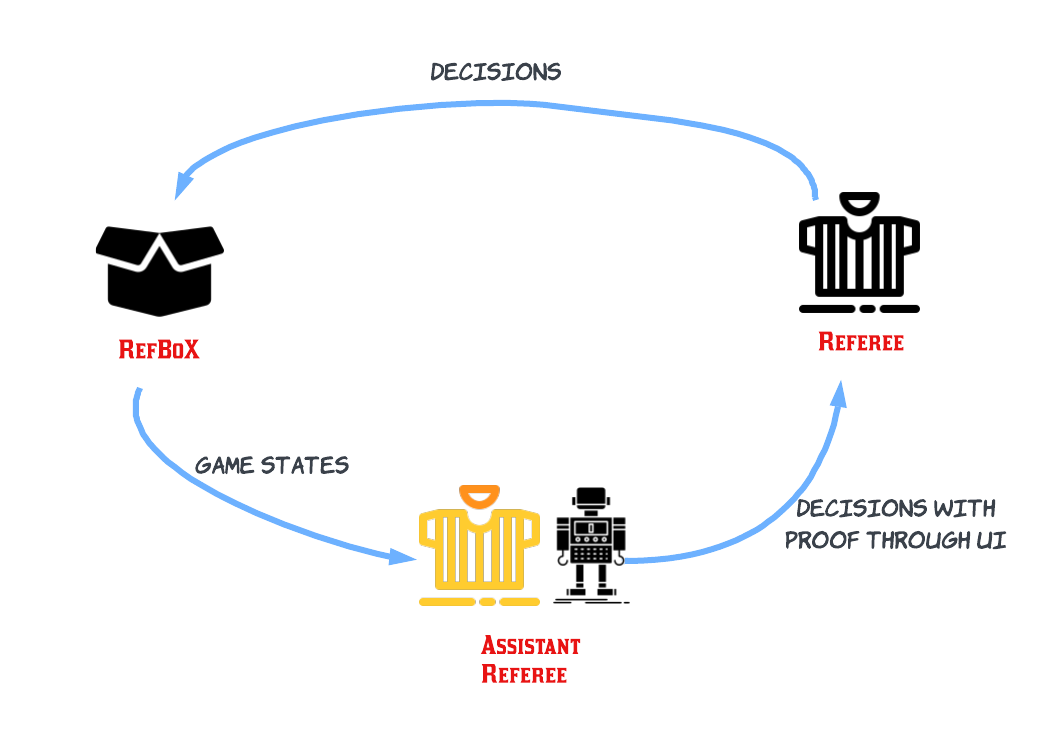 DECISIONS
REFBOX
REFEREE
GAME STATES
DECISIONS WITH
PROOF THROUGH UI
ASSISTANT
REFEREE